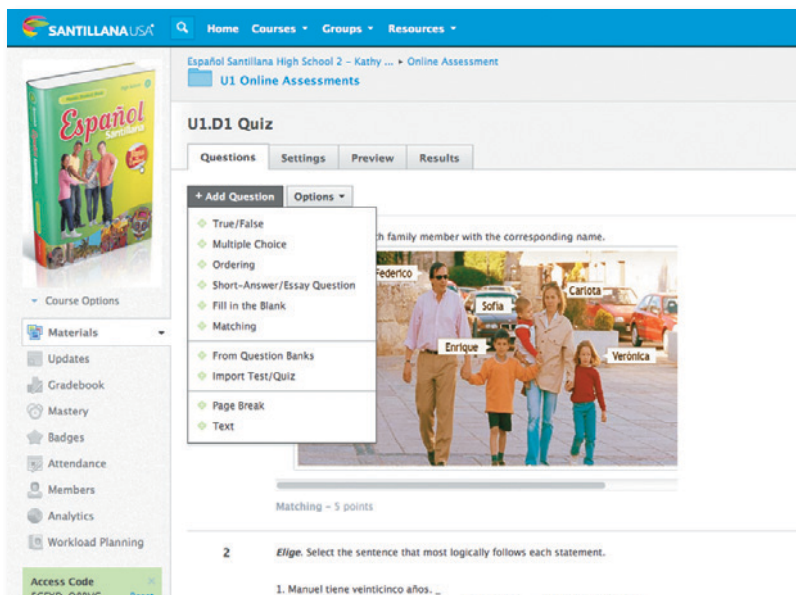 SANTILLANA USA
Home Courses Groups Resources
Español Santillana High School 2 – Kathy ... ▸ Online Assessment
U1 Online Assessments
Español
Santillana
U1.D1 Quiz
Questions Settings Preview Results
+ Add Question Options
True/False
Multiple Choice
Ordering
Short-Answer/Essay Question
Fill in the Blank
Matching
From Question Banks
Import Test/Quiz
Page Break
Text
family member with the corresponding name.
Federico
Sofía
Carlota
Enrique
Verónica
Matching – 5 points
2 Elige. Select the sentence that most logically follows each statement.
1. Manuel tiene veinticinco años. _
Course Options
Materials
Updates
Gradebook
Mastery
Badges
Attendance
Members
Analytics
Workload Planning
Access Code